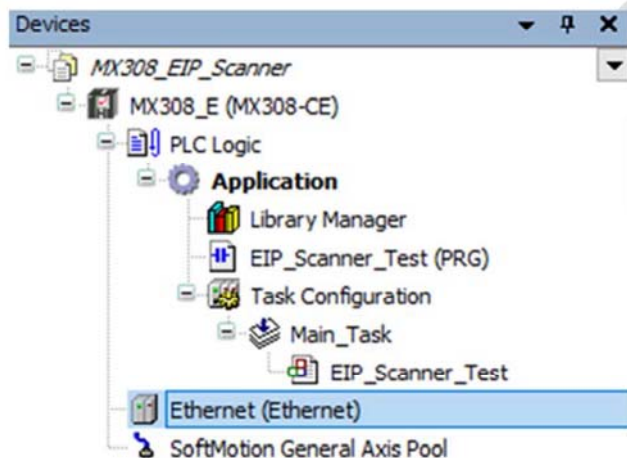 Devices
MX308_EIP_Scanner
MX308_E (MX308-CE)
PLC Logic
Application
Library Manager
EIP_Scanner_Test (PRG)
Task Configuration
Main_Task
EIP_Scanner_Test
Ethernet (Ethernet)
SoftMotion General Axis Pool